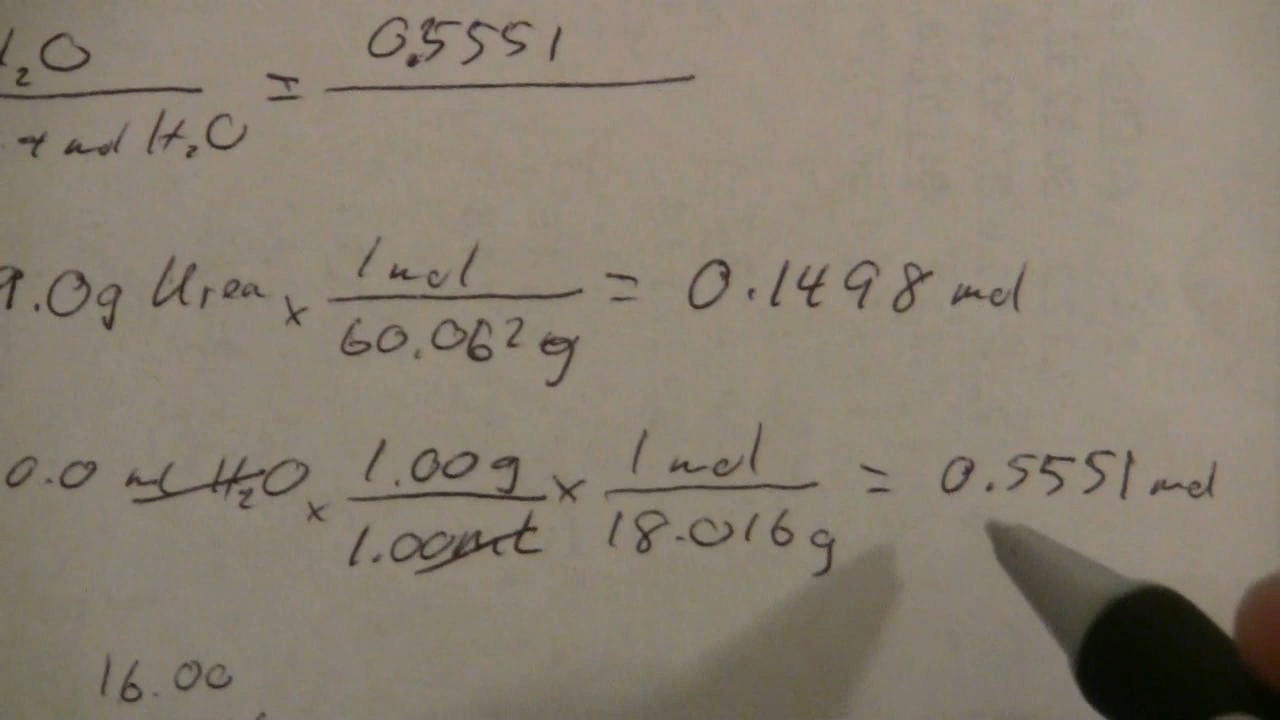 H₂O = 0.5551
mol H₂O
9.0g Urea x 1 mol = 0.1498 mol
60.062 g
0.0 ml H₂O x 1.00g x 1 mol = 0.5551 mol
1.00ml 18.016g
16.00